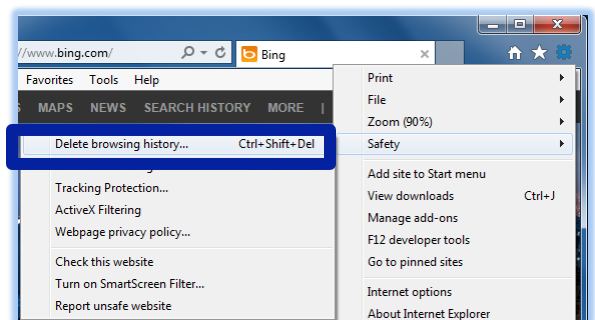 //www.bing.com/
Bing
Favorites Tools Help
MAPS NEWS SEARCH HISTORY MORE |
Print
File
Zoom (90%)
Safety
Add site to Start menu
View downloads Ctrl+J
Manage add-ons
F12 developer tools
Go to pinned sites
Internet options
About Internet Explorer
Delete browsing history... Ctrl+Shift+Del
Tracking Protection...
ActiveX Filtering
Webpage privacy policy...
Check this website
Turn on SmartScreen Filter...
Report unsafe website